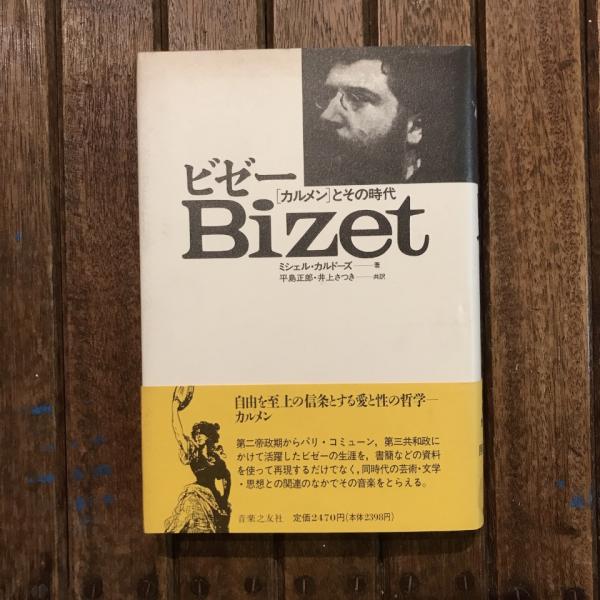 ビゼー
[カルメン]とその時代
Bizet
ミシェル・カルドーズ──著
平島正郎・井上さつき──共訳
自由を至上の信条とする愛と性の哲学─
カルメン
第二帝政期からパリ・コミューン，第三共和政に
かけて活躍したビゼーの生涯を，書簡などの資料
を使って再現するだけでなく，同時代の芸術・文学
・思想との関連のなかでその音楽をとらえる。
音楽之友社 定価2470円(本体2398円)